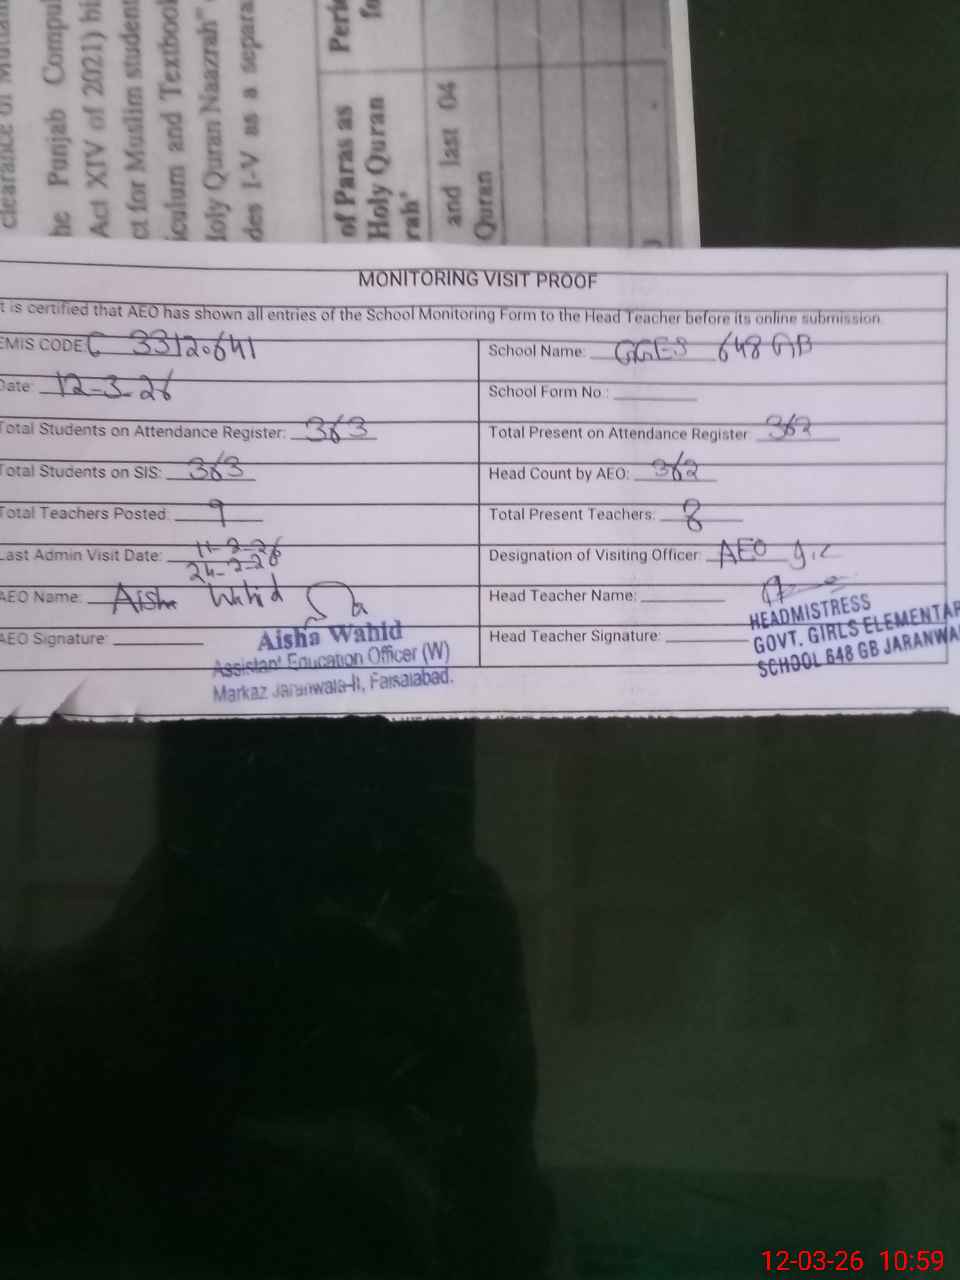 clearance of
he Punjab Compul
Act XIV of 2021)
ct for Muslim student
iculum and Textbook
Holy Quran Naazrah"
des I-V as a separa
of Paras as
Holy Quran
rah'
Perio
fo
and last 04
Quran
MONITORING VISIT PROOF
t is certified that AEO has shown all entries of the School Monitoring Form to the Head Teacher before its online submission.
EMIS CODE: 33120641
School Name: GGES 648 GB
Date: 12-3-26
School Form No.:
Total Students on Attendance Register: 363
Total Present on Attendance Register 362
Total Students on SIS: 363
Head Count by AEO: 362
Total Teachers Posted: 9
Total Present Teachers: 8
Last Admin Visit Date: 11-2-26
24-2-26
Designation of Visiting Officer: AEO
AEO Name: Aisha Wahid
Head Teacher Name:
AEO Signature:
Head Teacher Signature:
Aisha Wahid
Assistant Education Officer (W)
Markaz Jaranwala-II, Faisalabad.
HEADMISTRESS
GOVT. GIRLS ELEMENTAR
SCHOOL 648 GB JARANWA
12-03-26 10:59